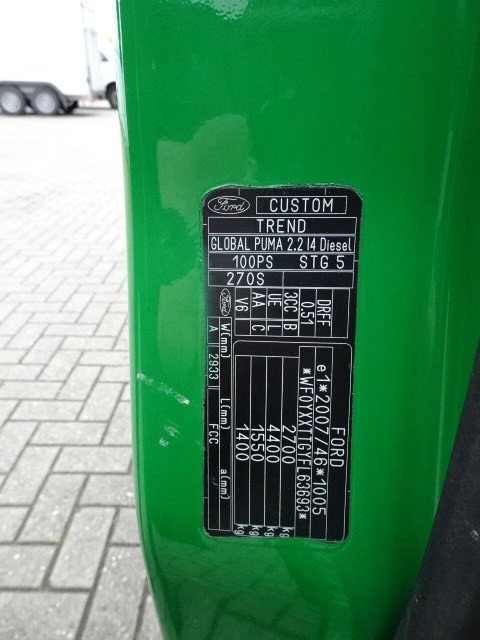 Ford CUSTOM
TREND
GLOBAL PUMA 2.2 I4 Diesel
100PS STG 5
270S
DRFF
0,51
3CC B
UE L
AA C
V6
Ford
W(mm) L(mm) a(mm)
A 2933 FCC
FORD
e1*2007/46*1005
*WF0YXXTTGYFL63693*
2700 kg
4400 kg
1550 kg
1400 kg